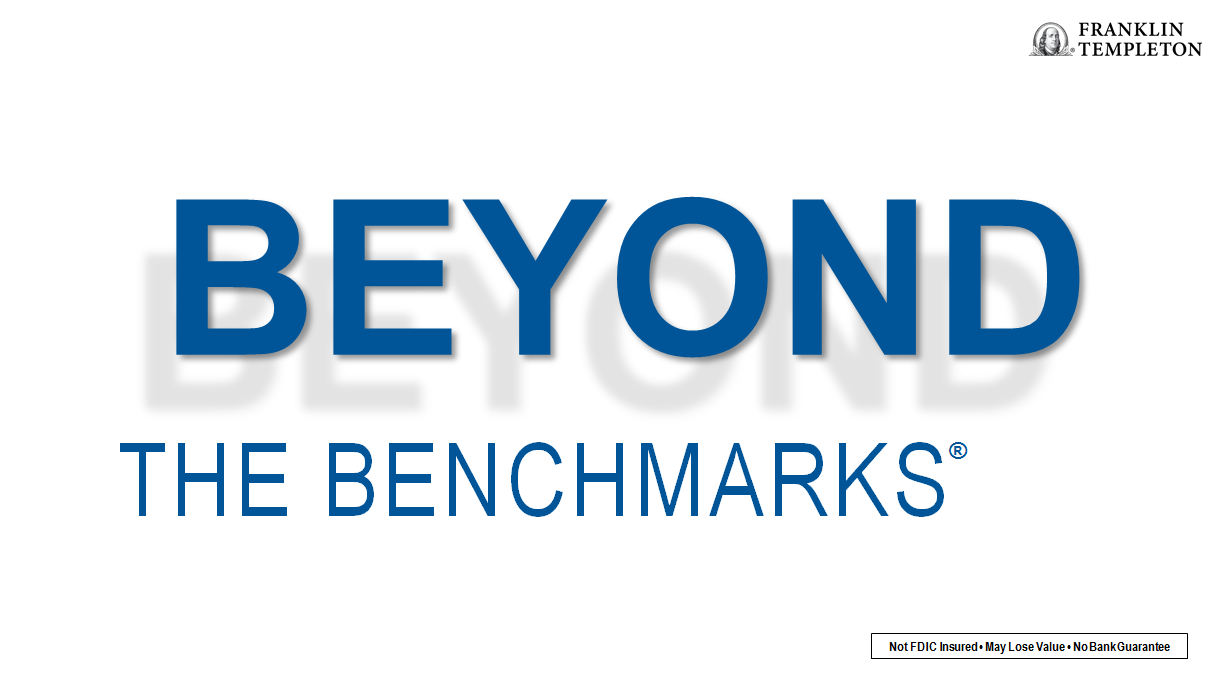 FRANKLIN
TEMPLETON
BEYOND
THE BENCHMARKS®
Not FDIC Insured • May Lose Value • No Bank Guarantee